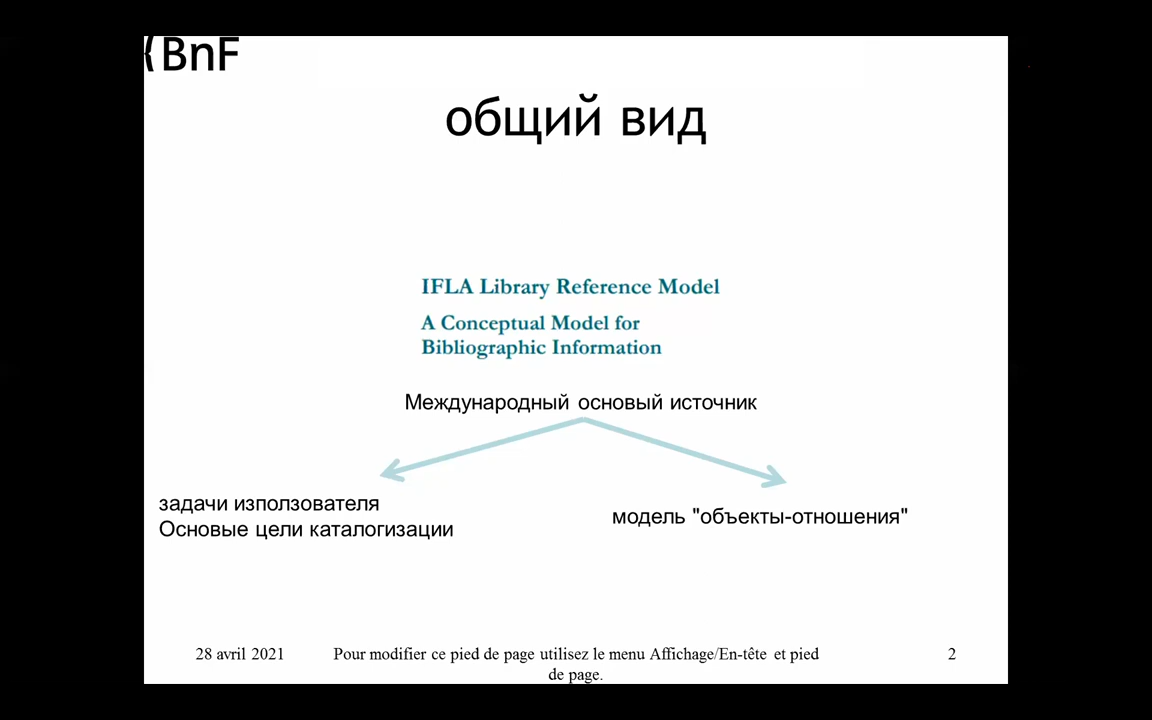 {BnF
общий вид
IFLA Library Reference Model
A Conceptual Model for
Bibliographic Information
Международный основый источник
задачи използователя
Основые цели каталогизации
модель "объекты-отношения"
28 avril 2021
Pour modifier ce pied de page utilisez le menu Affichage/En-tête et pied
de page.
2